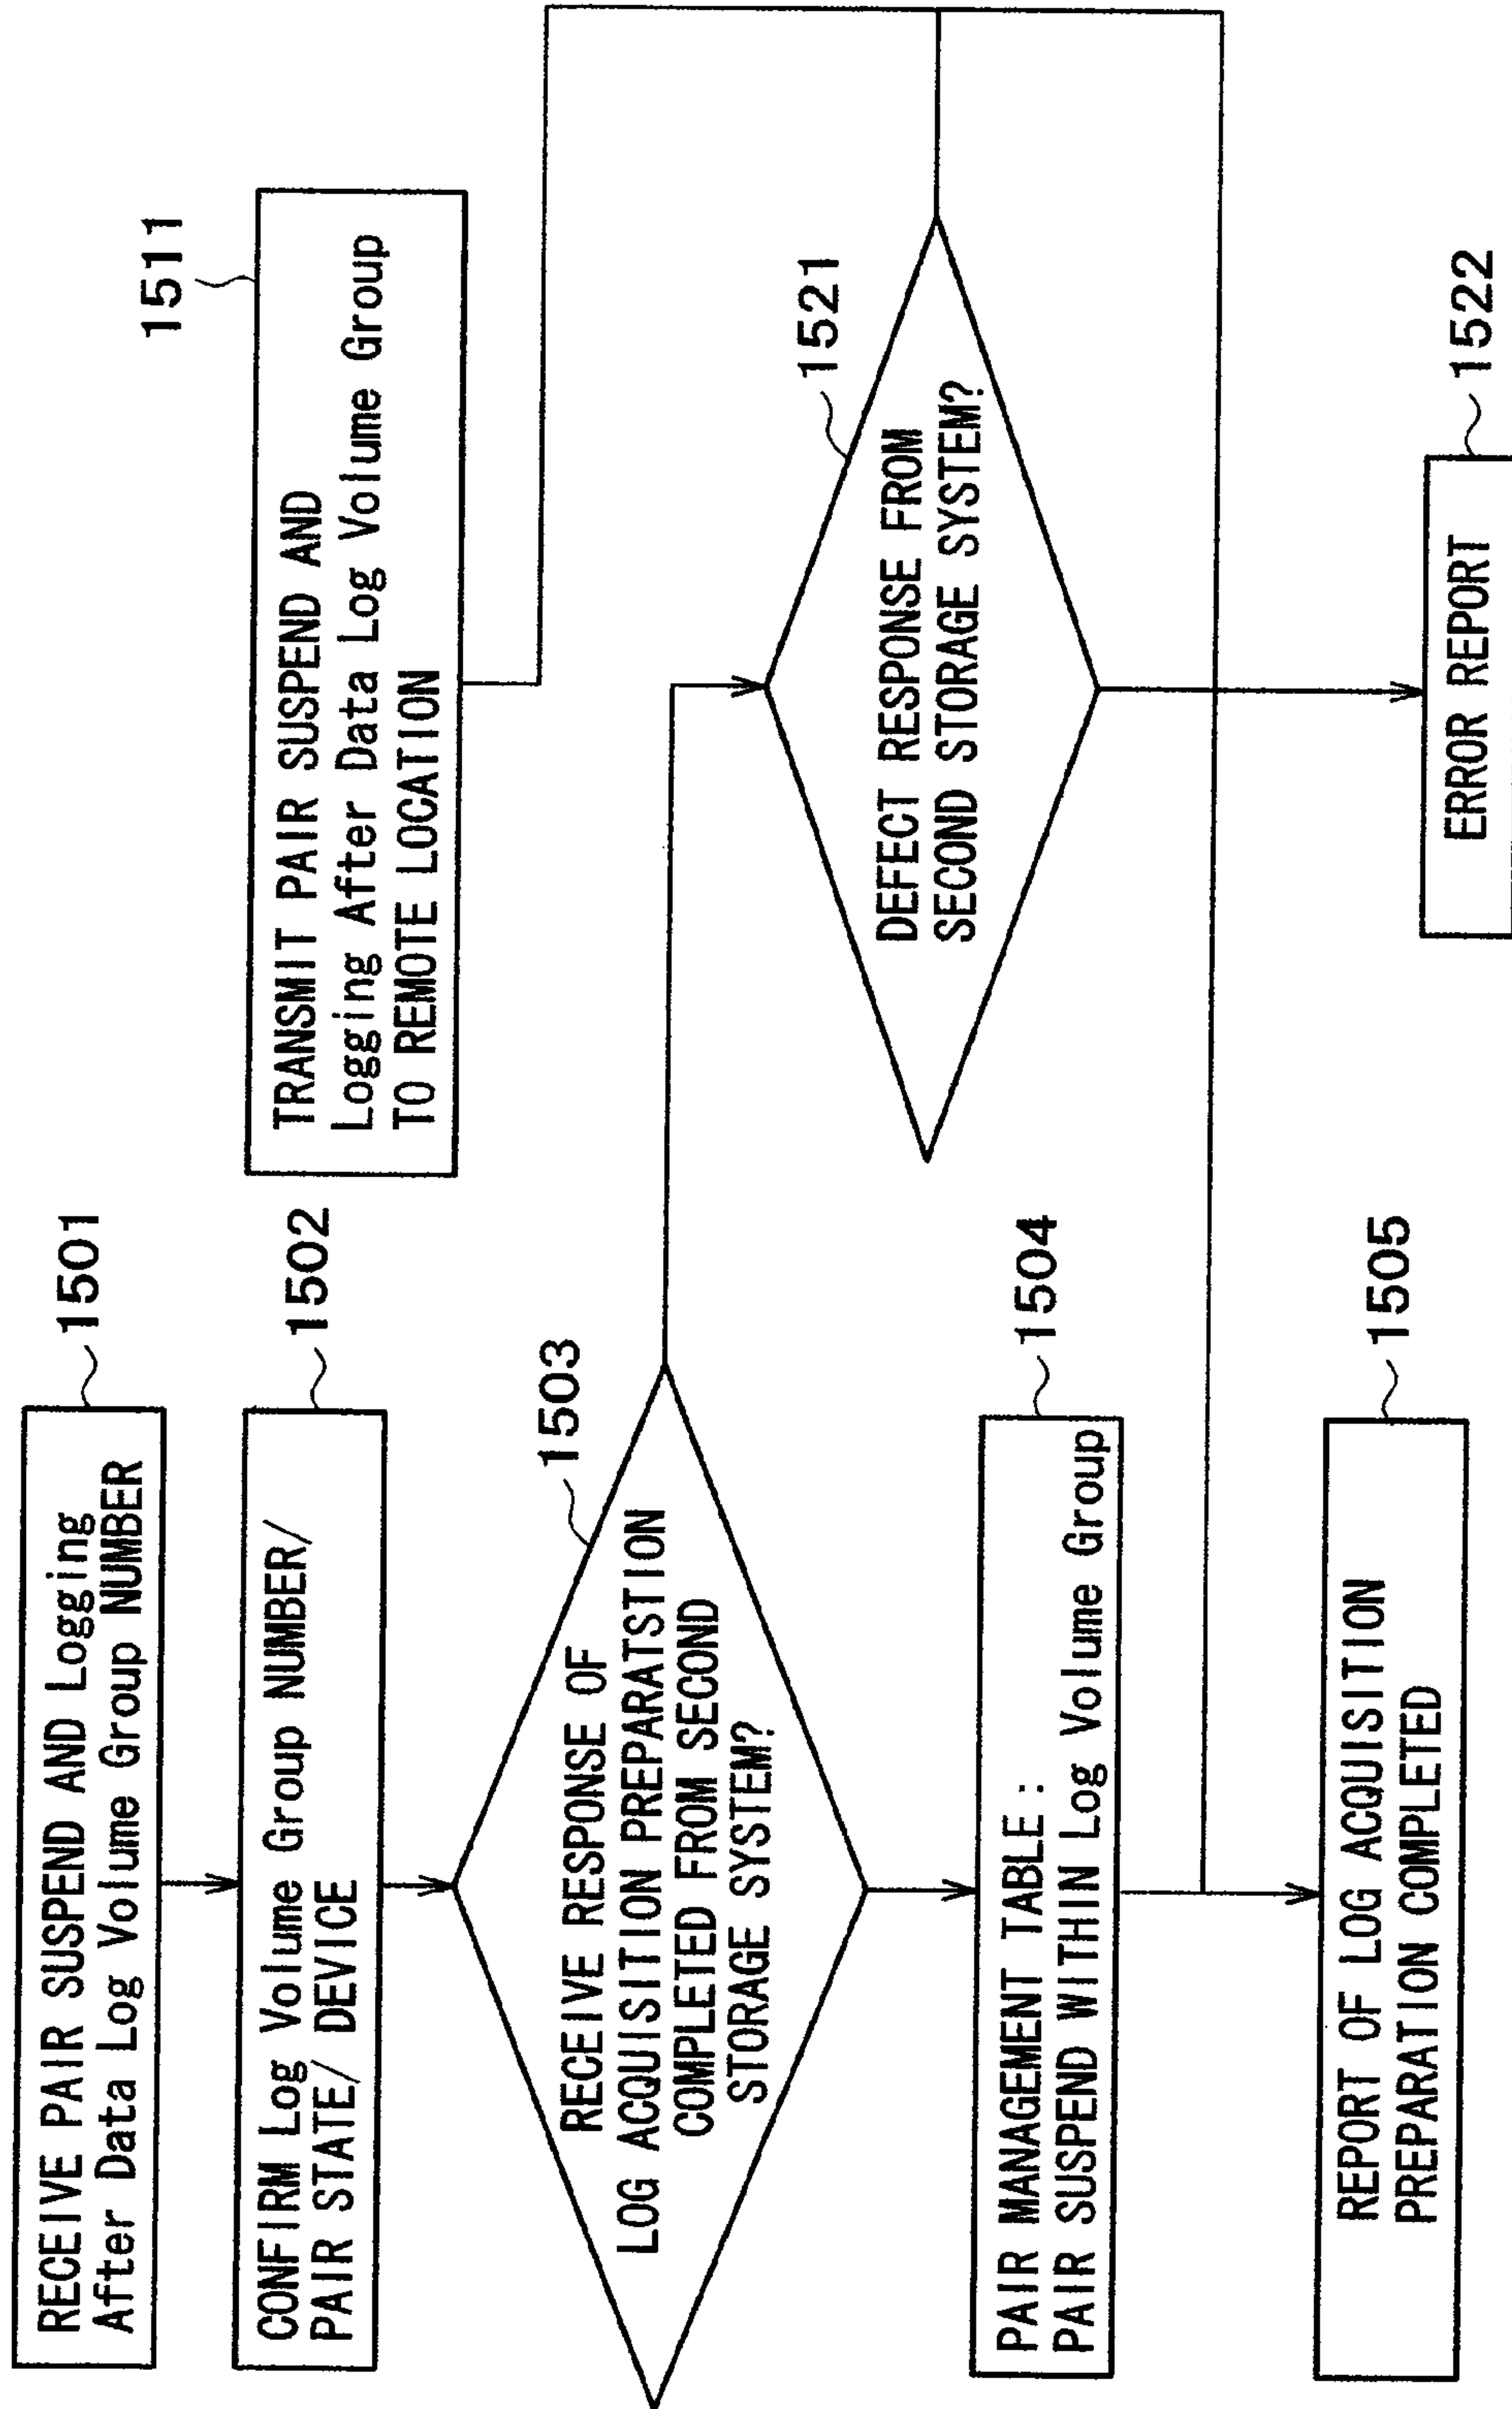 RECEIVE PAIR SUSPEND AND Logging
After Data Log Volume Group NUMBER
1501
CONFIRM Log Volume Group NUMBER/
PAIR STATE/ DEVICE
1502
RECEIVE RESPONSE OF
LOG ACQUISITION PREPARATSTION
COMPLETED FROM SECOND
STORAGE SYSTEM?
1503
PAIR MANAGEMENT TABLE:
PAIR SUSPEND WITHIN Log Volume Group
1504
REPORT OF LOG ACQUISITION
PREPARATION COMPLETED
1505
TRANSMIT PAIR SUSPEND AND
Logging After Data Log Volume Group
TO REMOTE LOCATION
1511
DEFECT RESPONSE FROM
SECOND STORAGE SYSTEM?
1521
ERROR REPORT
1522